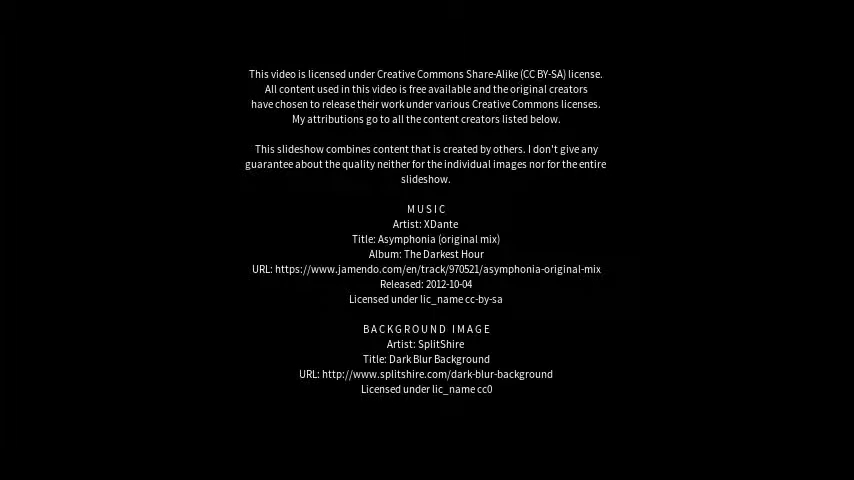 This video is licensed under Creative Commons Share-Alike (CC BY-SA) license.
All content used in this video is free available and the original creators
have chosen to release their work under various Creative Commons licenses.
My attributions go to all the content creators listed below.
This slideshow combines content that is created by others. I don't give any
guarantee about the quality neither for the individual images nor for the entire
slideshow.
MUSIC
Artist: XDante
Title: Asymphonia (original mix)
Album: The Darkest Hour
URL: https://www.jamendo.com/en/track/970521/asymphonia-original-mix
Released: 2012-10-04
Licensed under lic_name cc-by-sa
BACKGROUND IMAGE
Artist: SplitShire
Title: Dark Blur Background
URL: http://www.splitshire.com/dark-blur-background
Licensed under lic_name cc0